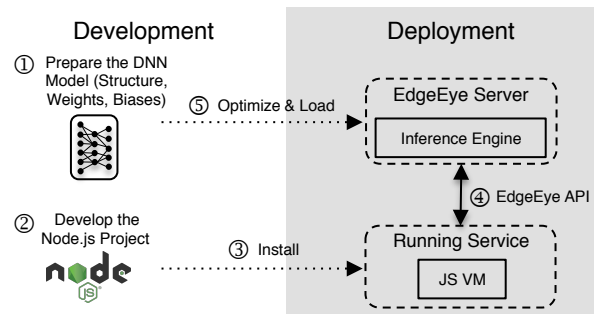 Development
Deployment
① Prepare the DNN
Model (Structure,
Weights, Biases)
⑤ Optimize & Load
EdgeEye Server
Inference Engine
④ EdgeEye API
② Develop the
Node.js Project
node
JS
③ Install
Running Service
JS VM